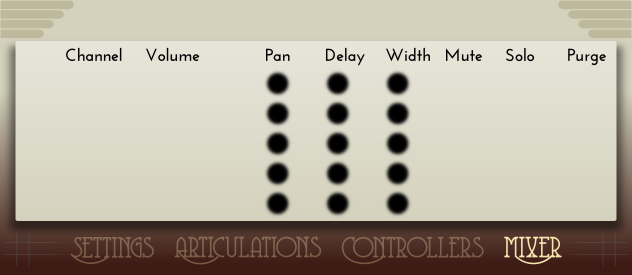 Channel Volume Pan Delay Width Mute Solo Purge
SETTINGS ARTICULATIONS CONTROLLERS MIXER